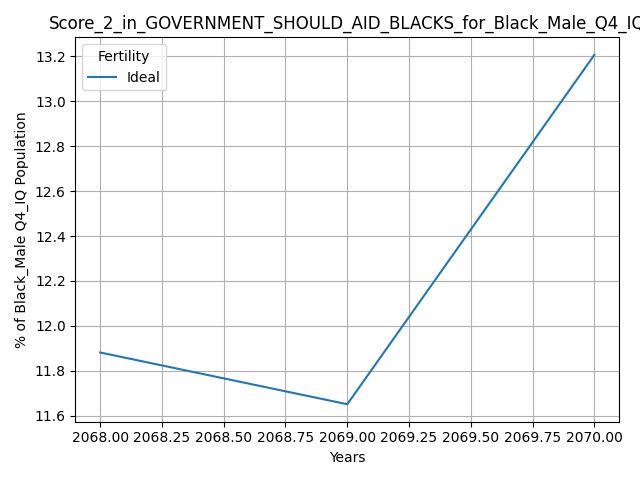 Score_2_in_GOVERNMENT_SHOULD_AID_BLACKS_for_Black_Male_Q4_IQ
Fertility
Ideal
% of Black_Male Q4_IQ Population
13.2
13.0
12.8
12.6
12.4
12.2
12.0
11.8
11.6
2068.00 2068.25 2068.50 2068.75 2069.00 2069.25 2069.50 2069.75 2070.00
Years